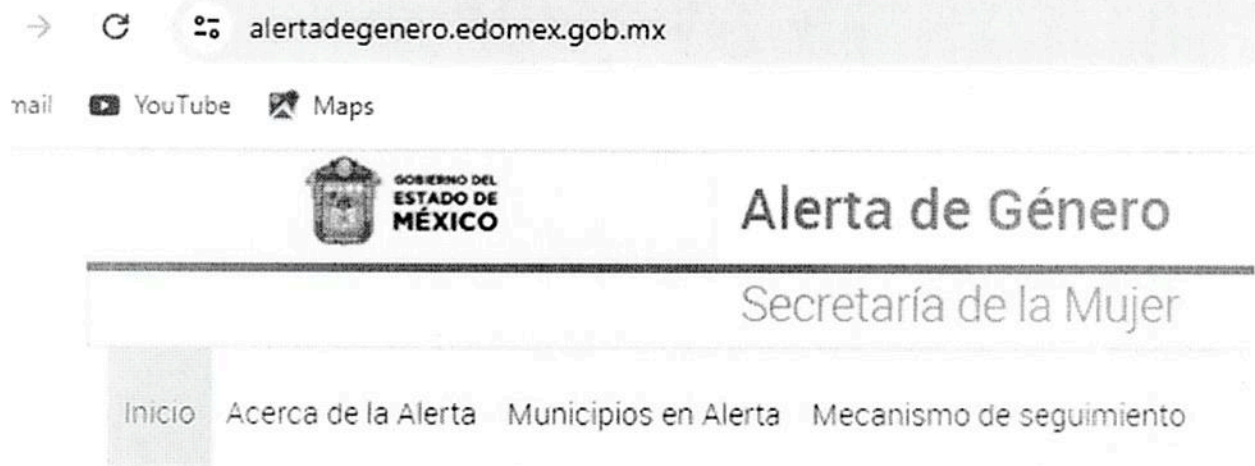 alertadegenero.edomex.gob.mx
mail YouTube Maps
GOBIERNO DEL
ESTADO DE
MÉXICO
Alerta de Género
Secretaría de la Mujer
Inicio Acerca de la Alerta Municipios en Alerta Mecanismo de seguimiento